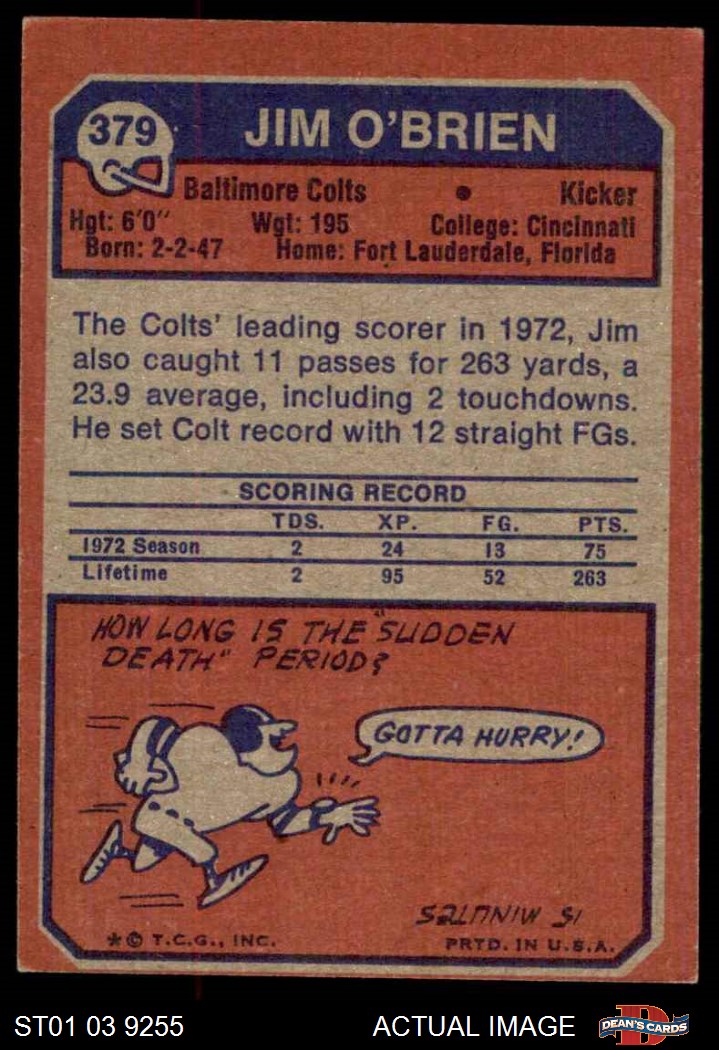 379
JIM O'BRIEN
Baltimore Colts • Kicker
Hgt: 6'0" Wgt: 195 College: Cincinnati
Born: 2-2-47 Home: Fort Lauderdale, Florida
The Colts' leading scorer in 1972, Jim
also caught 11 passes for 263 yards, a
23.9 average, including 2 touchdowns.
He set Colt record with 12 straight FGs.
SCORING RECORD
TDS. XP. FG. PTS.
1972 Season 2 24 13 75
Lifetime 2 95 52 263
HOW LONG IS THE "SUDDEN
DEATH" PERIOD?
GOTTA HURRY!
15 MINUTES
*© T.C.G., INC. PRTD. IN U.S.A.
ST01 03 9255 ACTUAL IMAGE DEAN'S CARDS